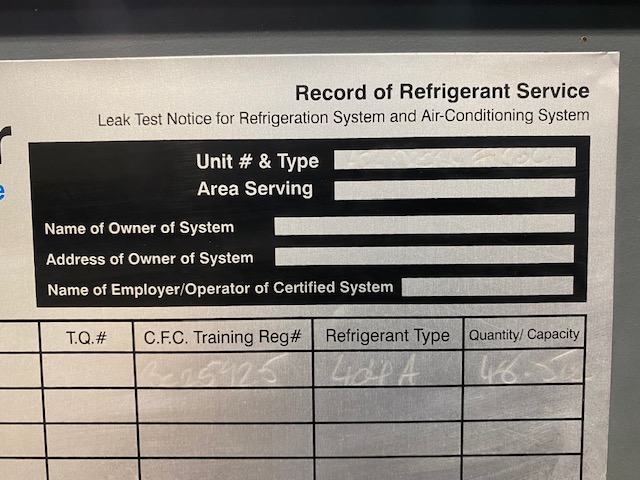 Record of Refrigerant Service
Leak Test Notice for Refrigeration System and Air-Conditioning System
r
e
Unit # & Type
Area Serving
Name of Owner of System
Address of Owner of System
Name of Employer/Operator of Certified System
T.Q.# C.F.C. Training Reg# Refrigerant Type Quantity/ Capacity
404A